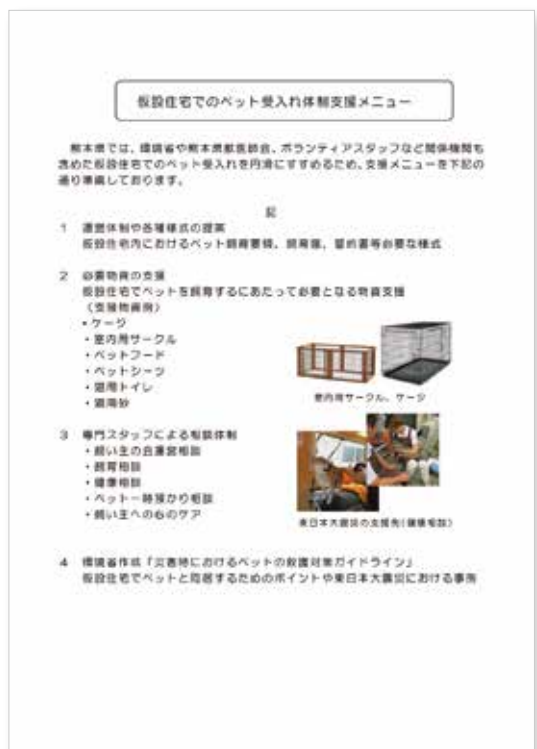 仮設住宅でのペット受入れ体制支援メニュー
熊本県では、環境省や熊本県獣医師会、ボランティアスタッフなど関係機関も
含めた仮設住宅でのペット受入れを円滑にすすめるため、支援メニューを下記の
通り準備しております。
記
1 運営体制や各種様式の提案
仮設住宅内におけるペット飼育要領、飼育届、誓約書等必要な様式
2 必要物資の支援
仮設住宅でペットを飼育するにあたって必要となる物資支援
（支援物資例）
・ケージ
・室内用サークル
・ペットフード
・ペットシーツ
・猫用トイレ
・猫用砂
室内用サークル、ケージ
3 専門スタッフによる相談体制
・飼い主の会運営相談
・飼育相談
・健康相談
・ペット一時預かり相談
・飼い主への心のケア
東日本大震災の支援先（健康相談）
4 環境省作成「災害時におけるペットの救護対策ガイドライン」
仮設住宅でペットと同居するためのポイントや東日本大震災における事例